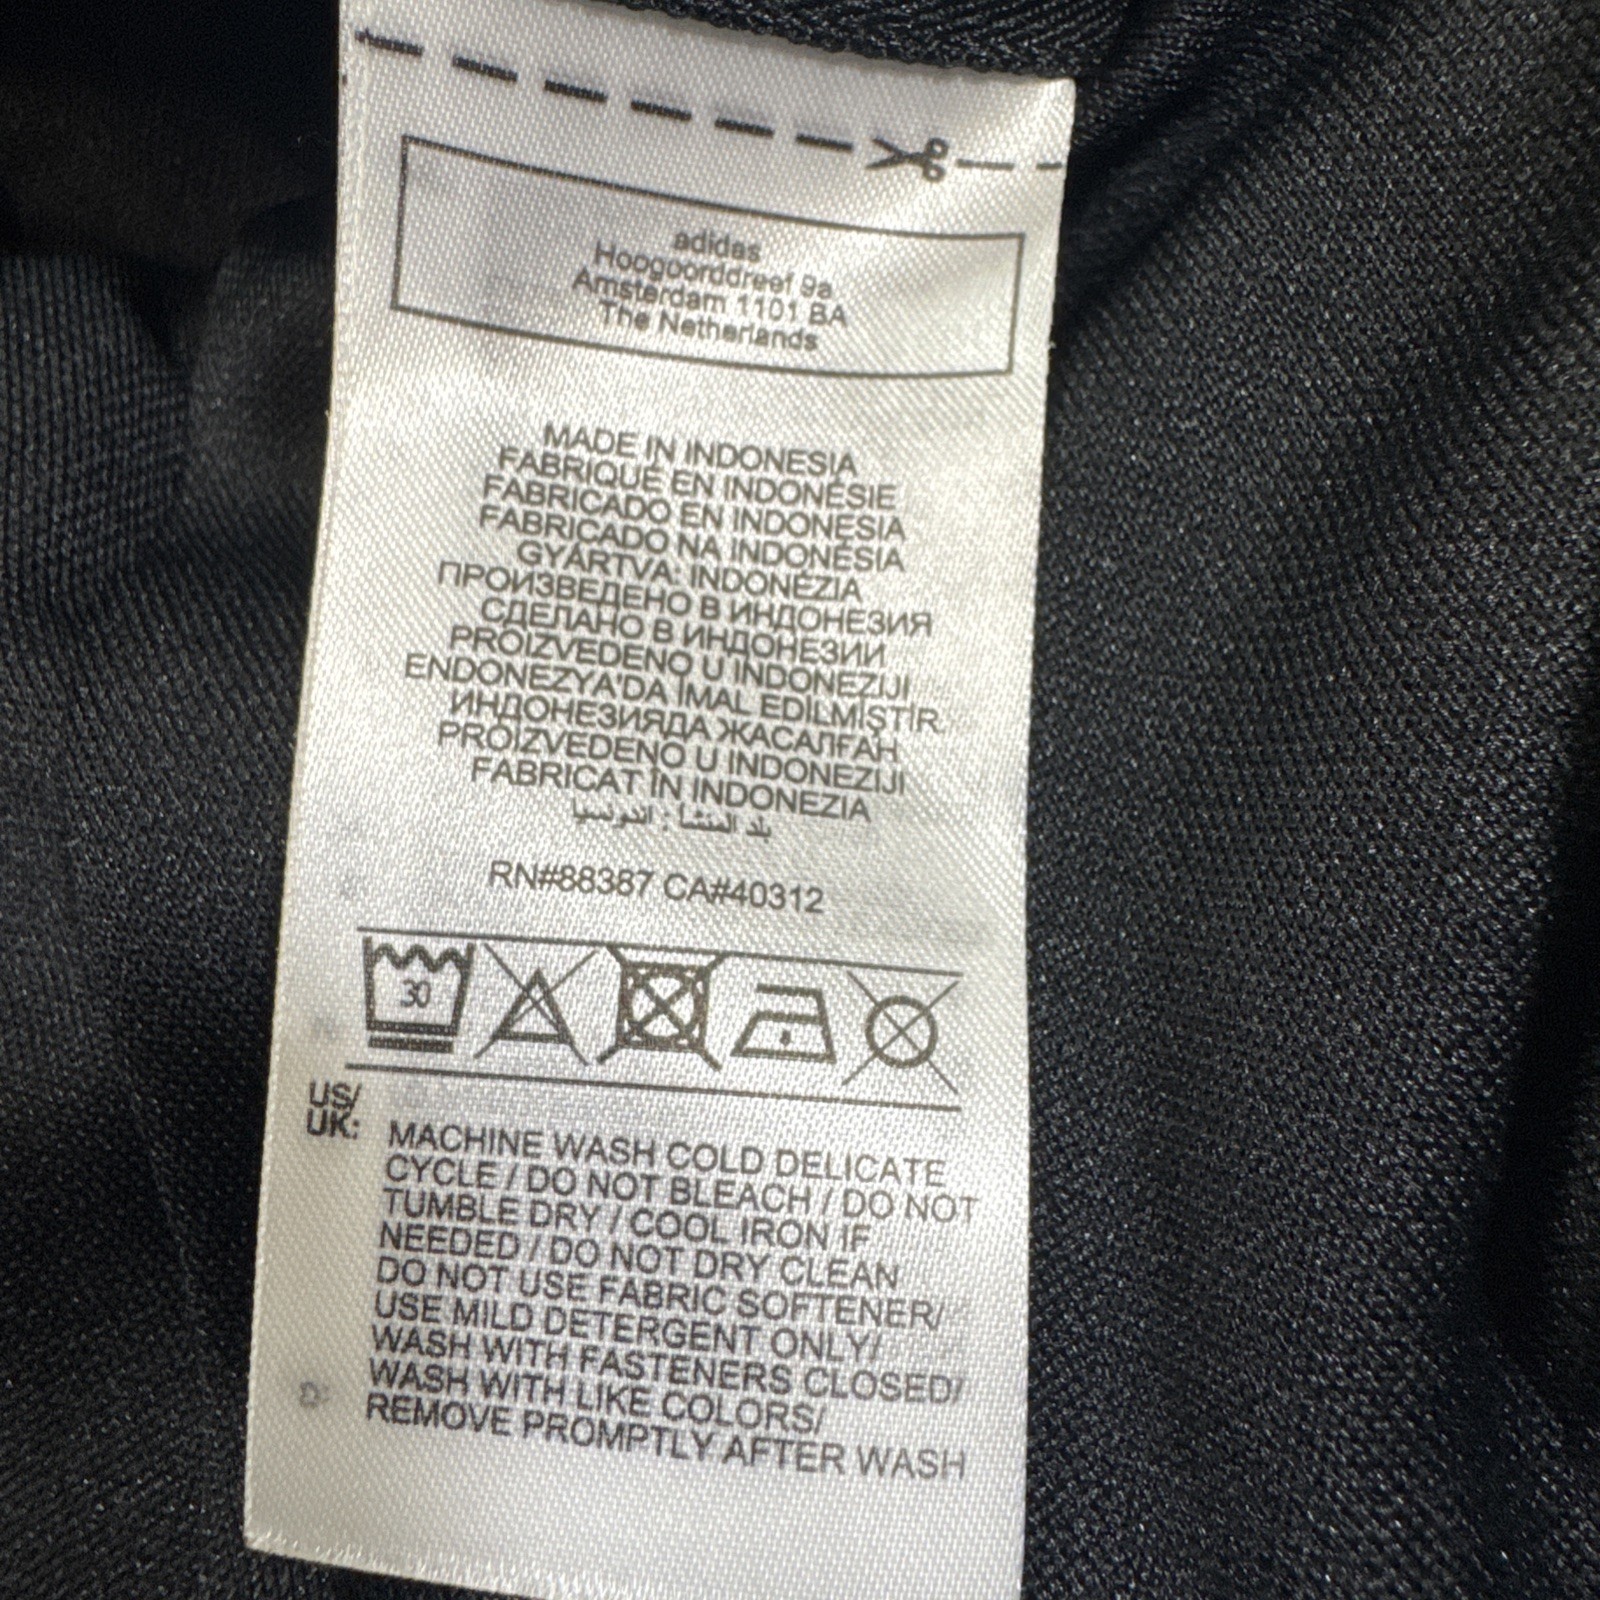 adidas
Hoogoorddreef 9a
Amsterdam 1101 BA
The Netherlands
MADE IN INDONESIA
FABRIQUÉ EN INDONÉSIE
FABRICADO EN INDONESIA
FABRICADO NA INDONÉSIA
GYÁRTVA: INDONÉZIA
ПРОИЗВЕДЕНО В ИНДОНЕЗИЯ
СДЕЛАНО В ИНДОНЕЗИИ
PROIZVEDENO U INDONEZIJI
ENDONEZYA'DA İMAL EDİLMİŞTİR.
ИНДОНЕЗИЯДА ЖАСАЛҒАН
PROIZVEDENO U INDONEZIJI
FABRICAT ÎN INDONEZIA
بلد المنشأ : اندونسيا
RN#88387 CA#40312
30
US/
UK:
MACHINE WASH COLD DELICATE
CYCLE / DO NOT BLEACH / DO NOT
TUMBLE DRY / COOL IRON IF
NEEDED / DO NOT DRY CLEAN
DO NOT USE FABRIC SOFTENER/
USE MILD DETERGENT ONLY/
WASH WITH FASTENERS CLOSED/
WASH WITH LIKE COLORS/
REMOVE PROMPTLY AFTER WASH